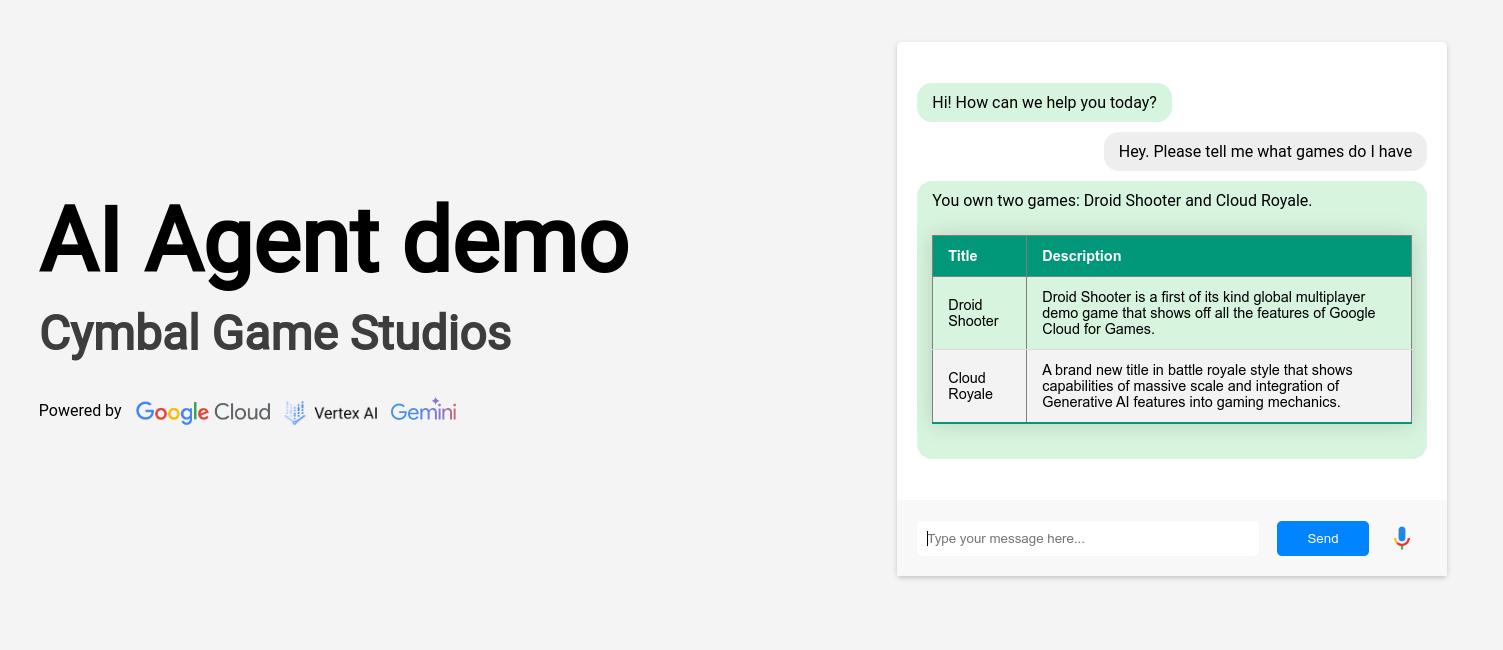 AI Agent demo
Cymbal Game Studios
Powered by Google Cloud Vertex AI Gemini
Hi! How can we help you today?
Hey. Please tell me what games do I have
You own two games: Droid Shooter and Cloud Royale.
Title Description
Droid
Shooter
Droid Shooter is a first of its kind global multiplayer
demo game that shows off all the features of Google
Cloud for Games.
Cloud
Royale
A brand new title in battle royale style that shows
capabilities of massive scale and integration of
Generative AI features into gaming mechanics.
Type your message here...
Send